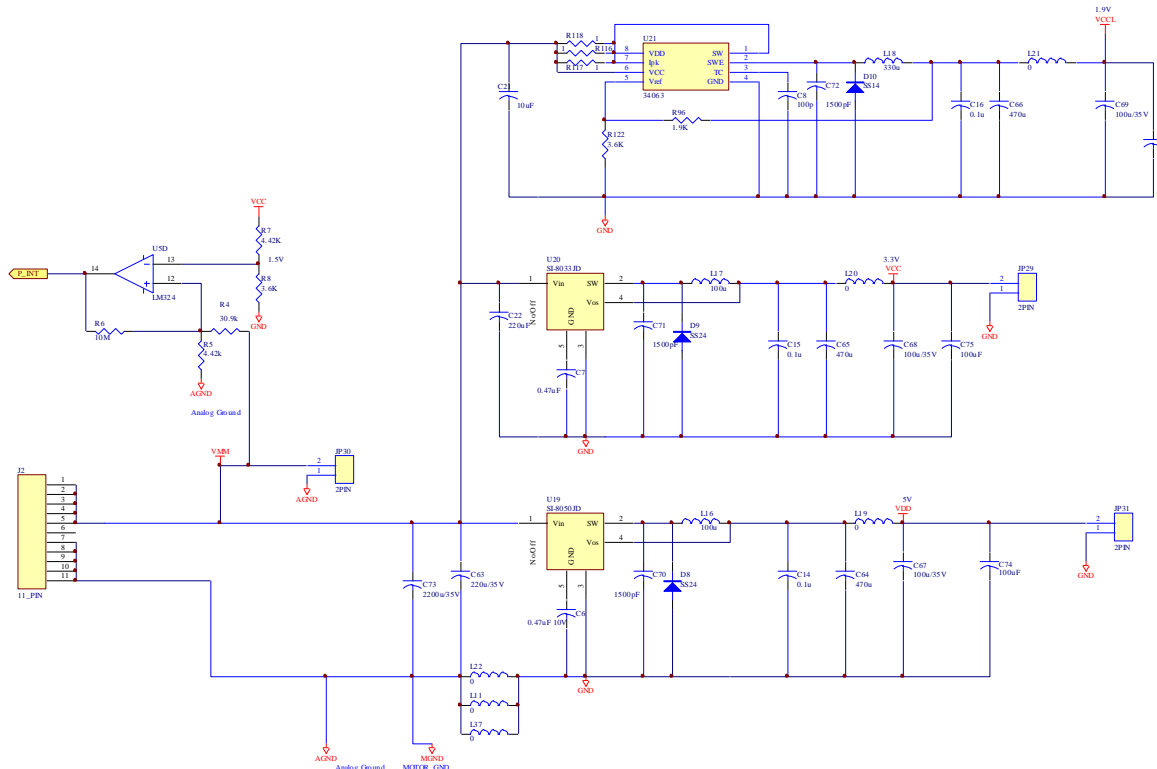 1.9V
VCCL
R118
1
U21
1
R116
R117
1
8
7
6
5
VDD
Ipk
VCC
Vref
SW
SWE
TC
GND
1
2
3
4
34063
C21
10uF
L18
330u
L21
0
C8
100p
C72
1500pF
D10
SS14
C16
0.1u
C66
470u
C69
100u/35V
R96
1.9K
R122
3.6K
GND
VCC
R7
4.42K
1.5V
R8
3.6K
GND
U5D
13
12
14
LM324
P_INT
R6
10M
R4
30.9k
R5
4.42k
AGND
Analog Ground
U20
SI-8033JD
1
Vin
SW
2
Vos
4
No/Off
GND
5
3
C22
220uF
C7
0.47uF
L17
100u
C71
1500pF
D9
SS24
C15
0.1u
C65
470u
L20
0
3.3V
VCC
C68
100u/35V
C75
100uF
JP29
2
1
2PIN
GND
GND
VMM
JP30
2
1
2PIN
AGND
J2
1
2
3
4
5
6
7
8
9
10
11
11_PIN
C73
2200u/35V
C63
220u/35V
U19
SI-8050JD
1
Vin
SW
2
Vos
4
No/Off
GND
5
3
C6
0.47uF 10V
L16
100u
C70
1500pF
D8
SS24
C14
0.1u
C64
470u
L19
0
5V
VDD
C67
100u/35V
C74
100uF
JP31
2
1
2PIN
GND
GND
L22
0
L11
0
L37
0
AGND
Analog Ground
MGND
MOTOR_GND